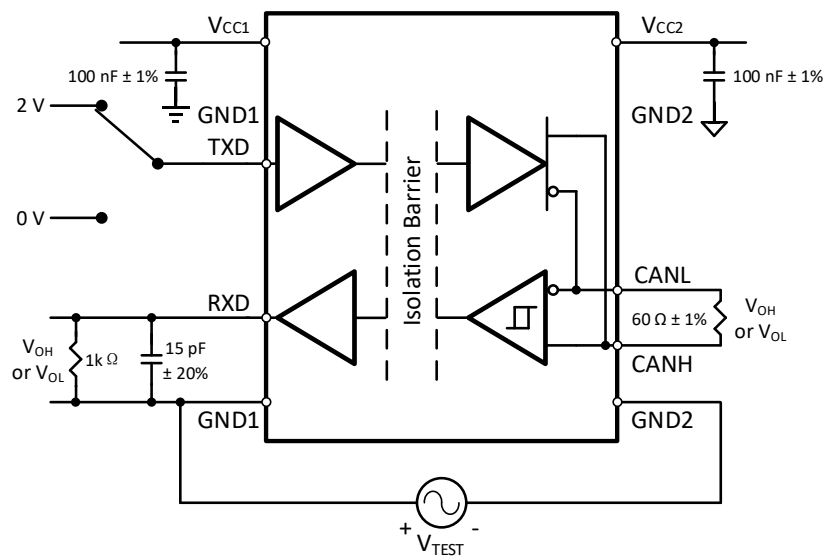 VCC1
VCC2
100 nF ± 1%
100 nF ± 1%
2 V
GND1
GND2
TXD
0 V
Isolation Barrier
RXD
CANL
VOH
or VOL
1k Ω
15 pF
± 20%
60 Ω ± 1%
VOH
or VOL
CANH
GND1
GND2
+
-
VTEST